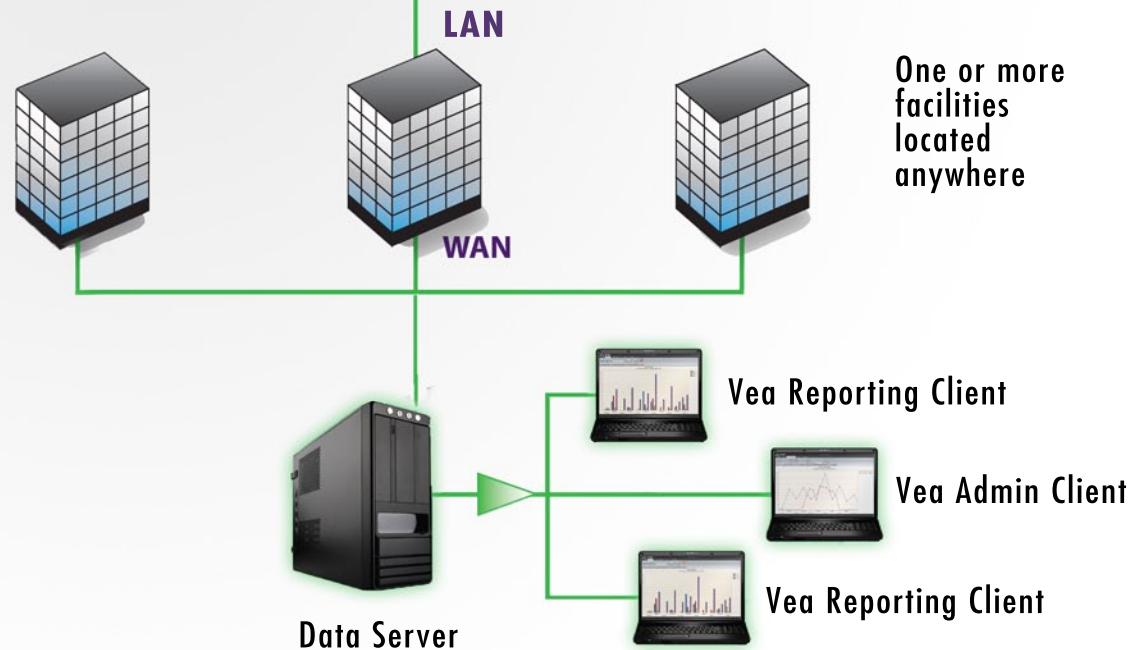 LAN
One or more
facilities
located
anywhere
WAN
Vea Reporting Client
Vea Admin Client
Vea Reporting Client
Data Server